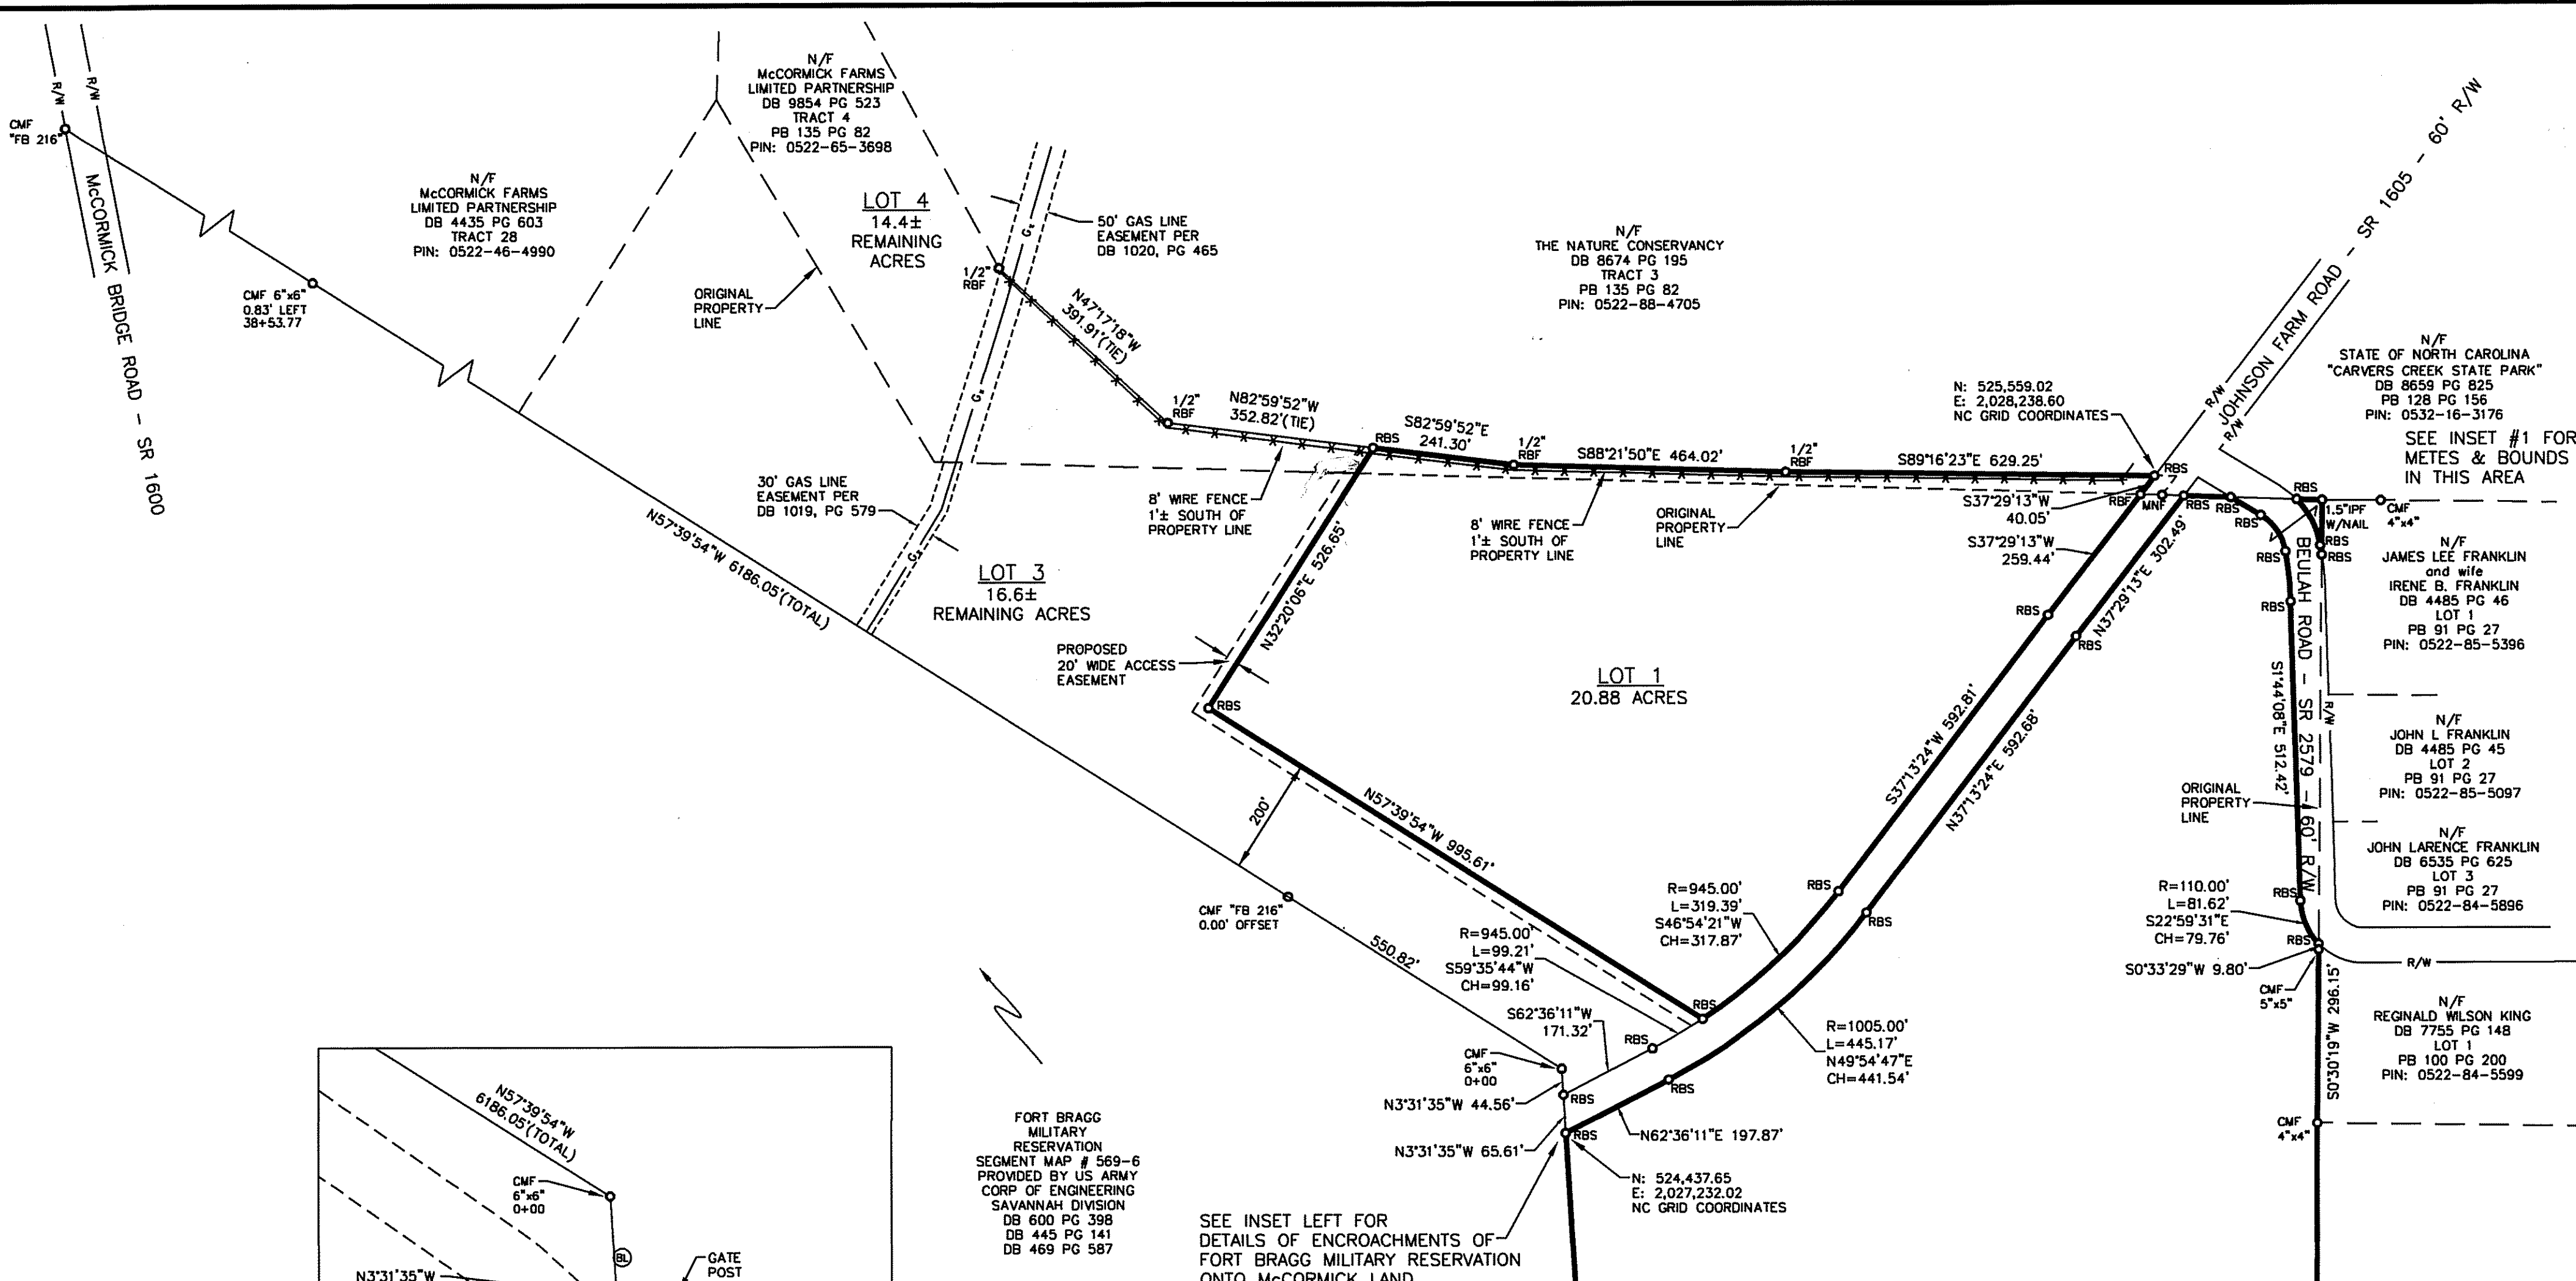 R/W
R/W
CMF
"FB 216"
McCORMICK BRIDGE ROAD - SR 1600
N/F
McCORMICK FARMS
LIMITED PARTNERSHIP
DB 4435 PG 603
TRACT 28
PIN: 0522-46-4990
CMF 6"x6"
0.83' LEFT
38+53.77
N/F
McCORMICK FARMS
LIMITED PARTNERSHIP
DB 9854 PG 523
TRACT 4
PB 135 PG 82
PIN: 0522-65-3698
LOT 4
14.4±
REMAINING
ACRES
ORIGINAL
PROPERTY
LINE
50' GAS LINE
EASEMENT PER
DB 1020, PG 465
1/2"
RBF
N47°17'18"W
391.91'(TIE)
1/2"
RBF
N82°59'52"W
352.82'(TIE)
RBS
S82°59'52"E
241.30'
1/2"
RBF
S88°21'50"E 464.02'
1/2"
RBF
S89°16'23"E 629.25'
RBS
N/F
THE NATURE CONSERVANCY
DB 8674 PG 195
TRACT 3
PB 135 PG 82
PIN: 0522-88-4705
N: 525,559.02
E: 2,028,238.60
NC GRID COORDINATES
R/W
JOHNSON FARM ROAD - SR 1605 - 60' R/W
R/W
N/F
STATE OF NORTH CAROLINA
"CARVERS CREEK STATE PARK"
DB 8659 PG 825
PB 128 PG 156
PIN: 0532-16-3176
SEE INSET #1 FOR
METES & BOUNDS
IN THIS AREA
30' GAS LINE
EASEMENT PER
DB 1019, PG 579
8' WIRE FENCE
1'± SOUTH OF
PROPERTY LINE
8' WIRE FENCE
1'± SOUTH OF
PROPERTY LINE
ORIGINAL
PROPERTY
LINE
S37°29'13"W
40.05'
RBF
MNF
RBS
RBS
RBS
RBS
1.5"IPF
W/NAIL
CMF
4"x4"
RBS
RBS
RBS
S37°29'13"W
259.44'
N37°29'13"E 302.49'
RBS
RBS
RBS
N/F
JAMES LEE FRANKLIN
and wife
IRENE B. FRANKLIN
DB 4485 PG 46
LOT 1
PB 91 PG 27
PIN: 0522-85-5396
N57°39'54"W 6186.05'(TOTAL)
LOT 3
16.6±
REMAINING ACRES
N32°20'06"E 526.65'
PROPOSED
20' WIDE ACCESS
EASEMENT
RBS
LOT 1
20.88 ACRES
S37°13'24"W 592.81'
N37°13'24"E 592.68'
BEULAH ROAD - SR 2579 - 60' R/W
S1°44'08"E 512.42'
R/W
N/F
JOHN L FRANKLIN
DB 4485 PG 45
LOT 2
PB 91 PG 27
PIN: 0522-85-5097
ORIGINAL
PROPERTY
LINE
N/F
JOHN LARENCE FRANKLIN
DB 6535 PG 625
LOT 3
PB 91 PG 27
PIN: 0522-84-5896
200'
N57°39'54"W 995.61'
CMF "FB 216"
0.00' OFFSET
550.82'
R=945.00'
L=319.39'
S46°54'21"W
CH=317.87'
RBS
RBS
R=945.00'
L=99.21'
S59°35'44"W
CH=99.16'
RBS
R=110.00'
L=81.62'
S22°59'31"E
CH=79.76'
RBS
RBS
S0°33'29"W 9.80'
CMF
5"x5"
R/W
S0°30'19"W 296.15'
N/F
REGINALD WILSON KING
DB 7755 PG 148
LOT 1
PB 100 PG 200
PIN: 0522-84-5599
S62°36'11"W
171.32'
RBS
RBS
R=1005.00'
L=445.17'
N49°54'47"E
CH=441.54'
CMF
6"x6"
0+00
RBS
N3°31'35"W 44.56'
N3°31'35"W 65.61'
RBS
N62°36'11"E 197.87'
CMF
4"x4"
N: 524,437.65
E: 2,027,232.02
NC GRID COORDINATES
FORT BRAGG
MILITARY
RESERVATION
SEGMENT MAP # 569-6
PROVIDED BY US ARMY
CORP OF ENGINEERING
SAVANNAH DIVISION
DB 600 PG 398
DB 445 PG 141
DB 469 PG 587
SEE INSET LEFT FOR
DETAILS OF ENCROACHMENTS OF
FORT BRAGG MILITARY RESERVATION
ONTO McCORMICK LAND
N57°39'54"W
6186.05'(TOTAL)
CMF
6"x6"
0+00
BL
GATE
POST
N3°31'35"W